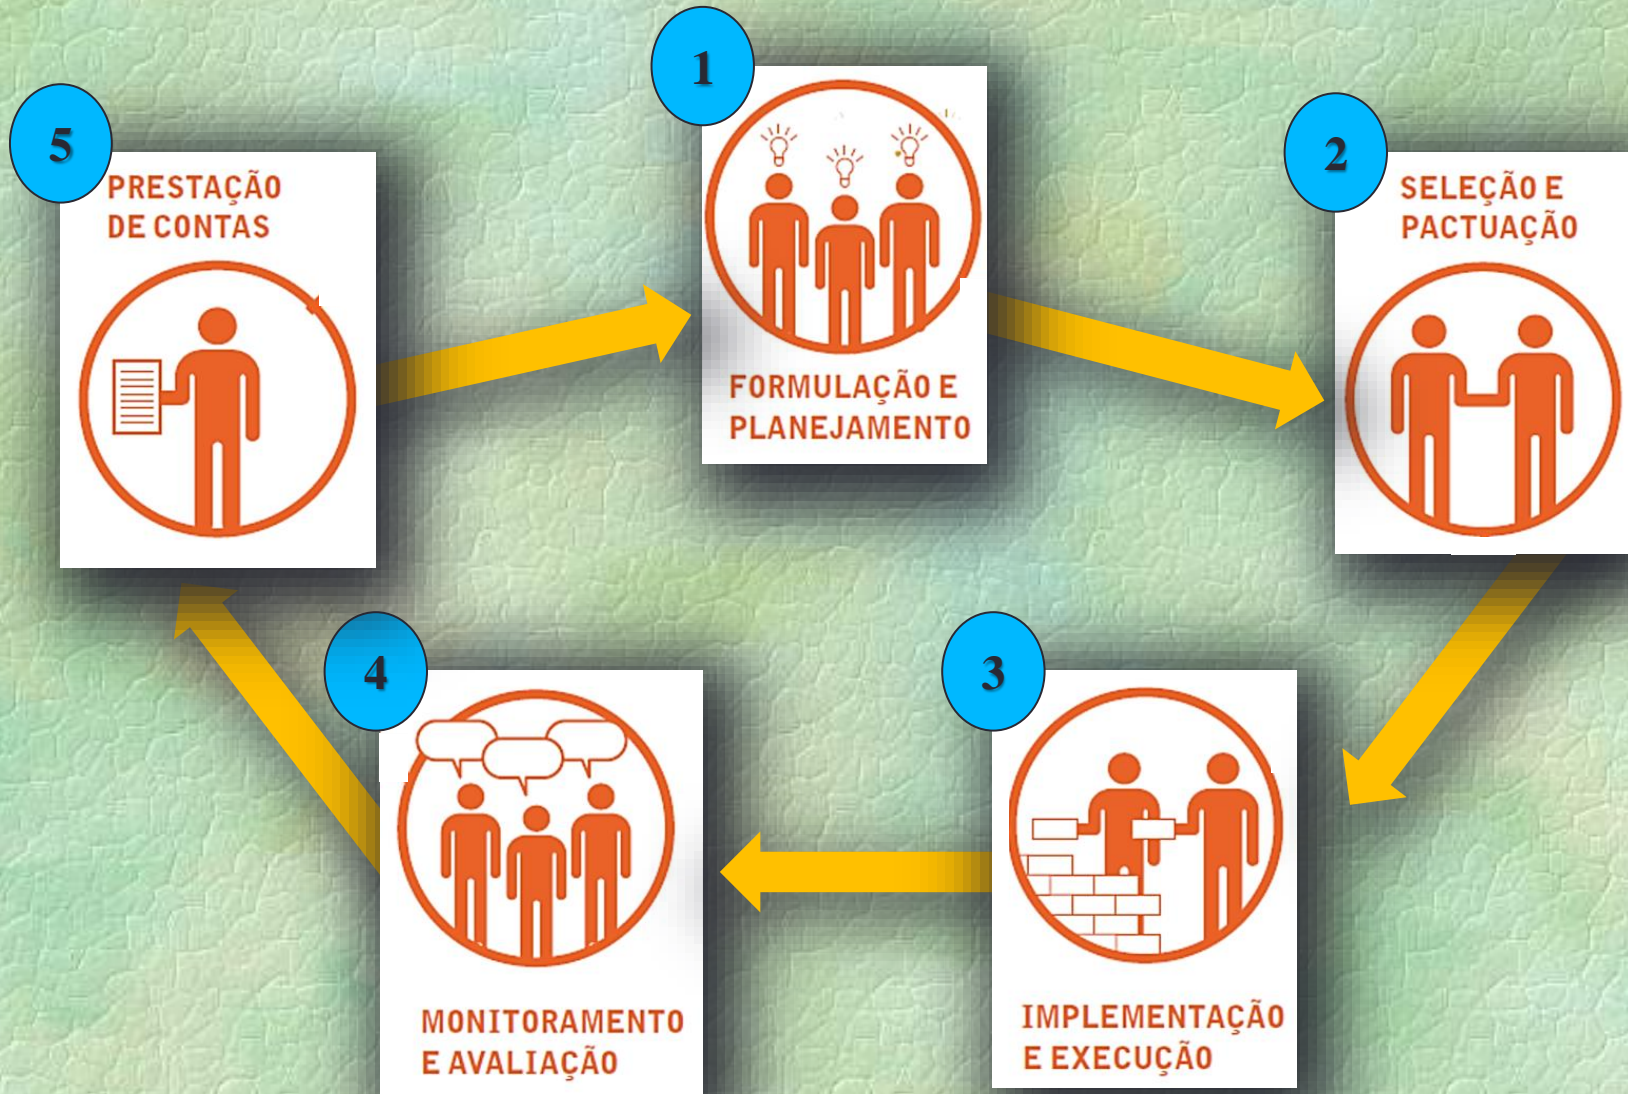 1
FORMULAÇÃO E
PLANEJAMENTO
2
SELEÇÃO E
PACTUAÇÃO
3
IMPLEMENTAÇÃO
E EXECUÇÃO
4
MONITORAMENTO
E AVALIAÇÃO
5
PRESTAÇÃO
DE CONTAS